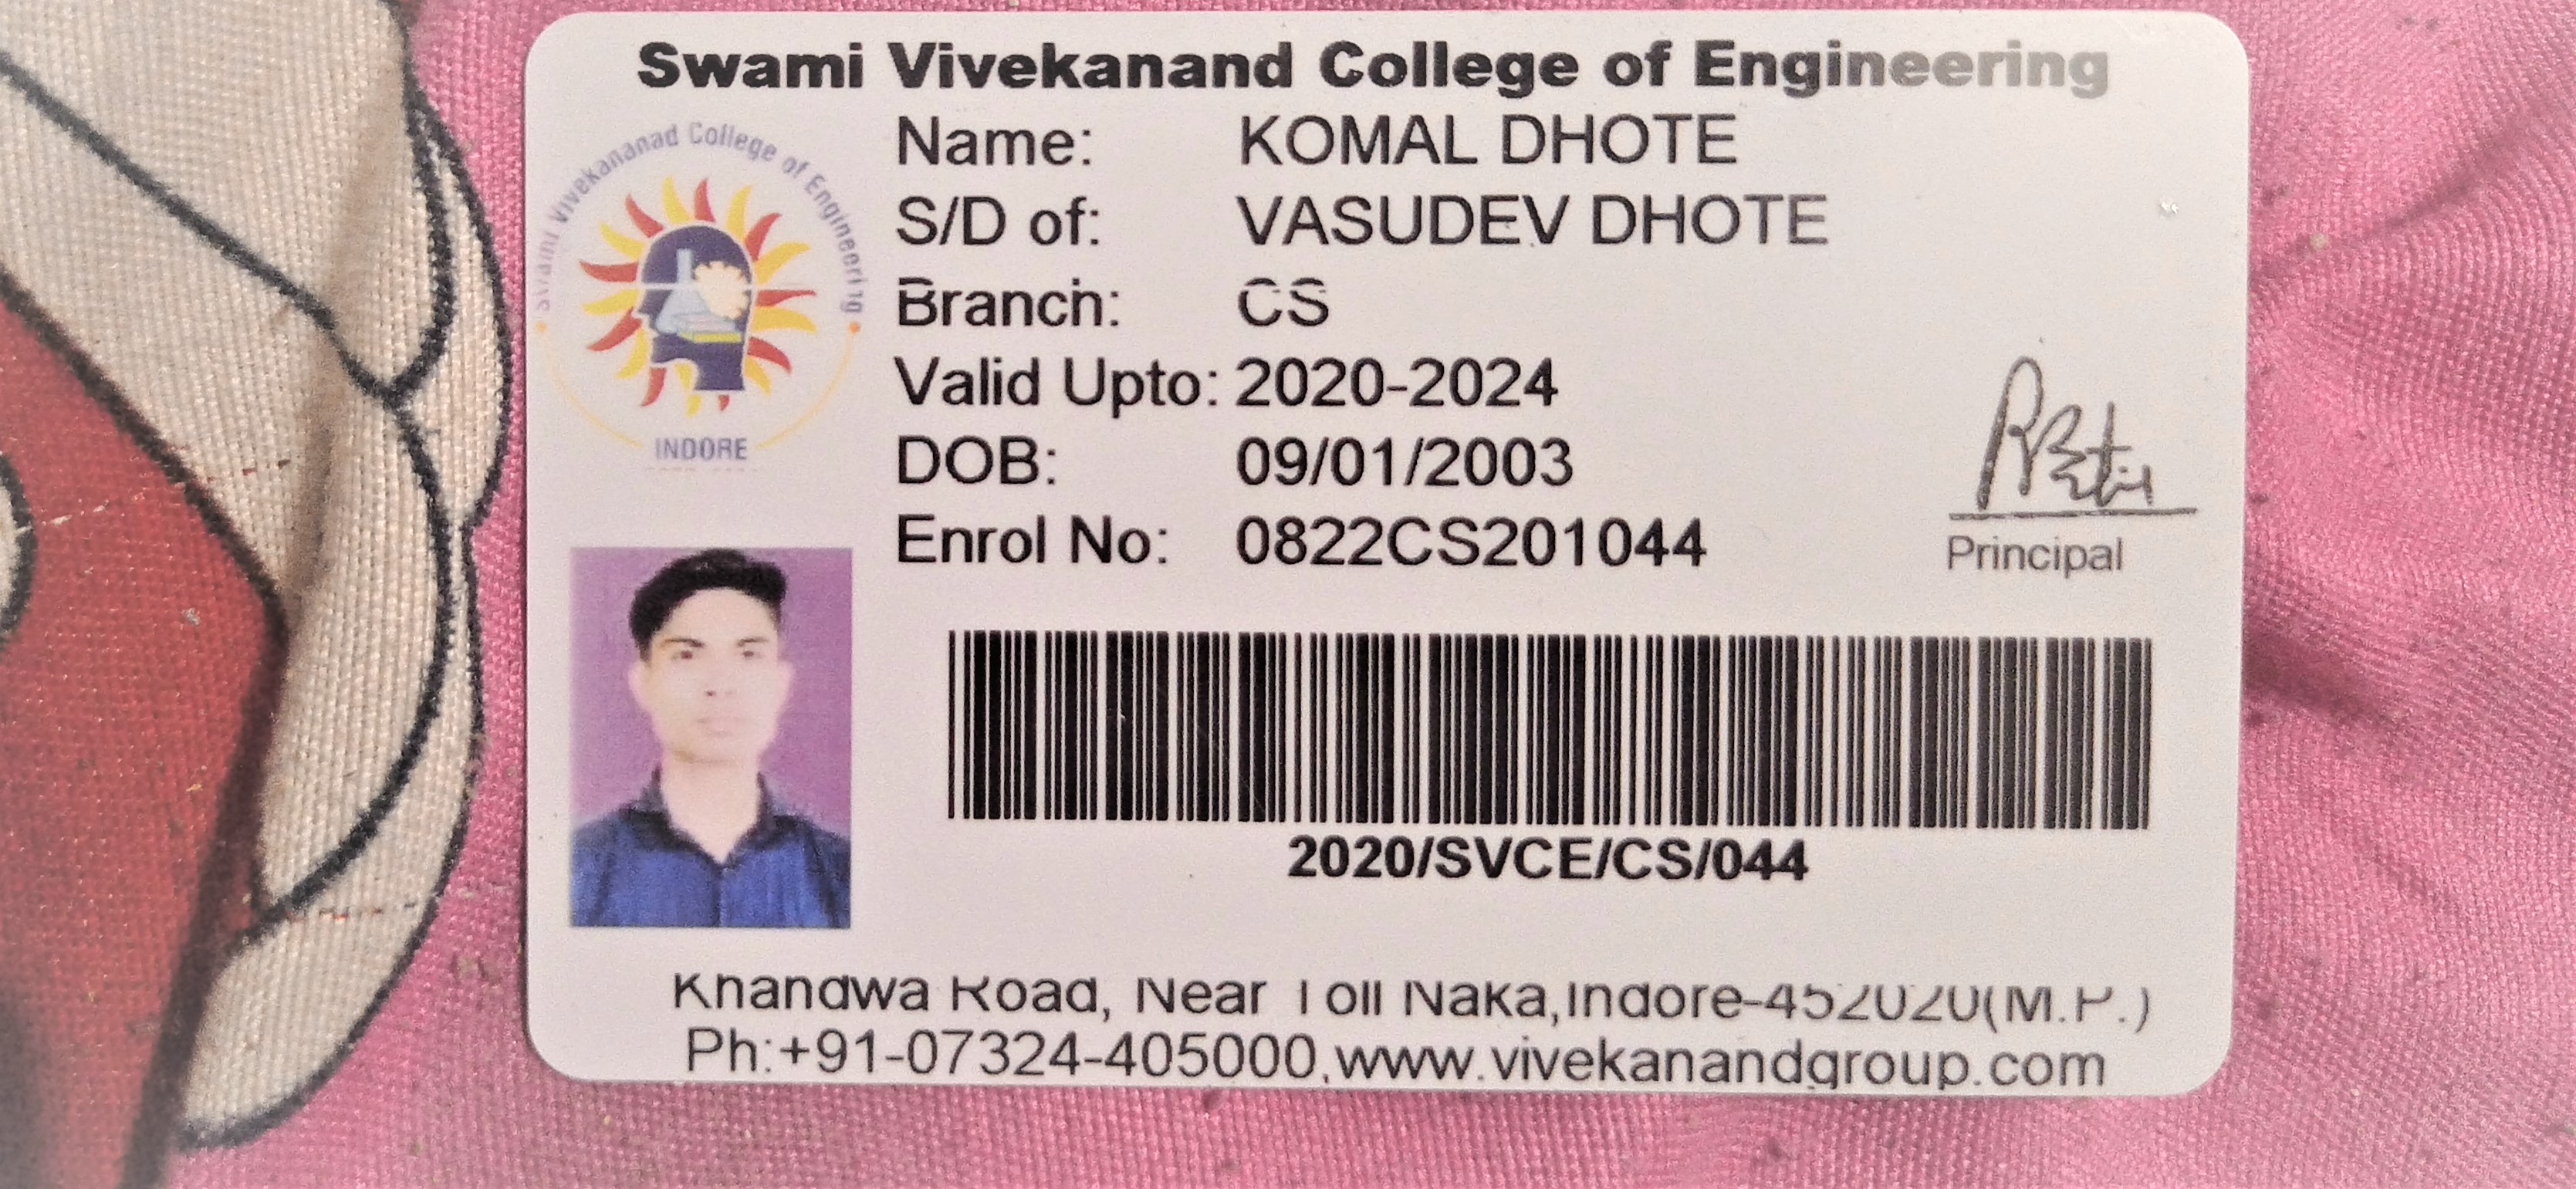 Swami Vivekanand College of Engineering
Swami Vivekananad College of Engineering
INDORE
Name: KOMAL DHOTE
S/D of: VASUDEV DHOTE
Branch: CS
Valid Upto: 2020-2024
DOB: 09/01/2003
Enrol No: 0822CS201044
Principal
2020/SVCE/CS/044
Khandwa Road, Near Toll Naka,Indore-452020(M.P.)
Ph:+91-07324-405000,www.vivekanandgroup.com